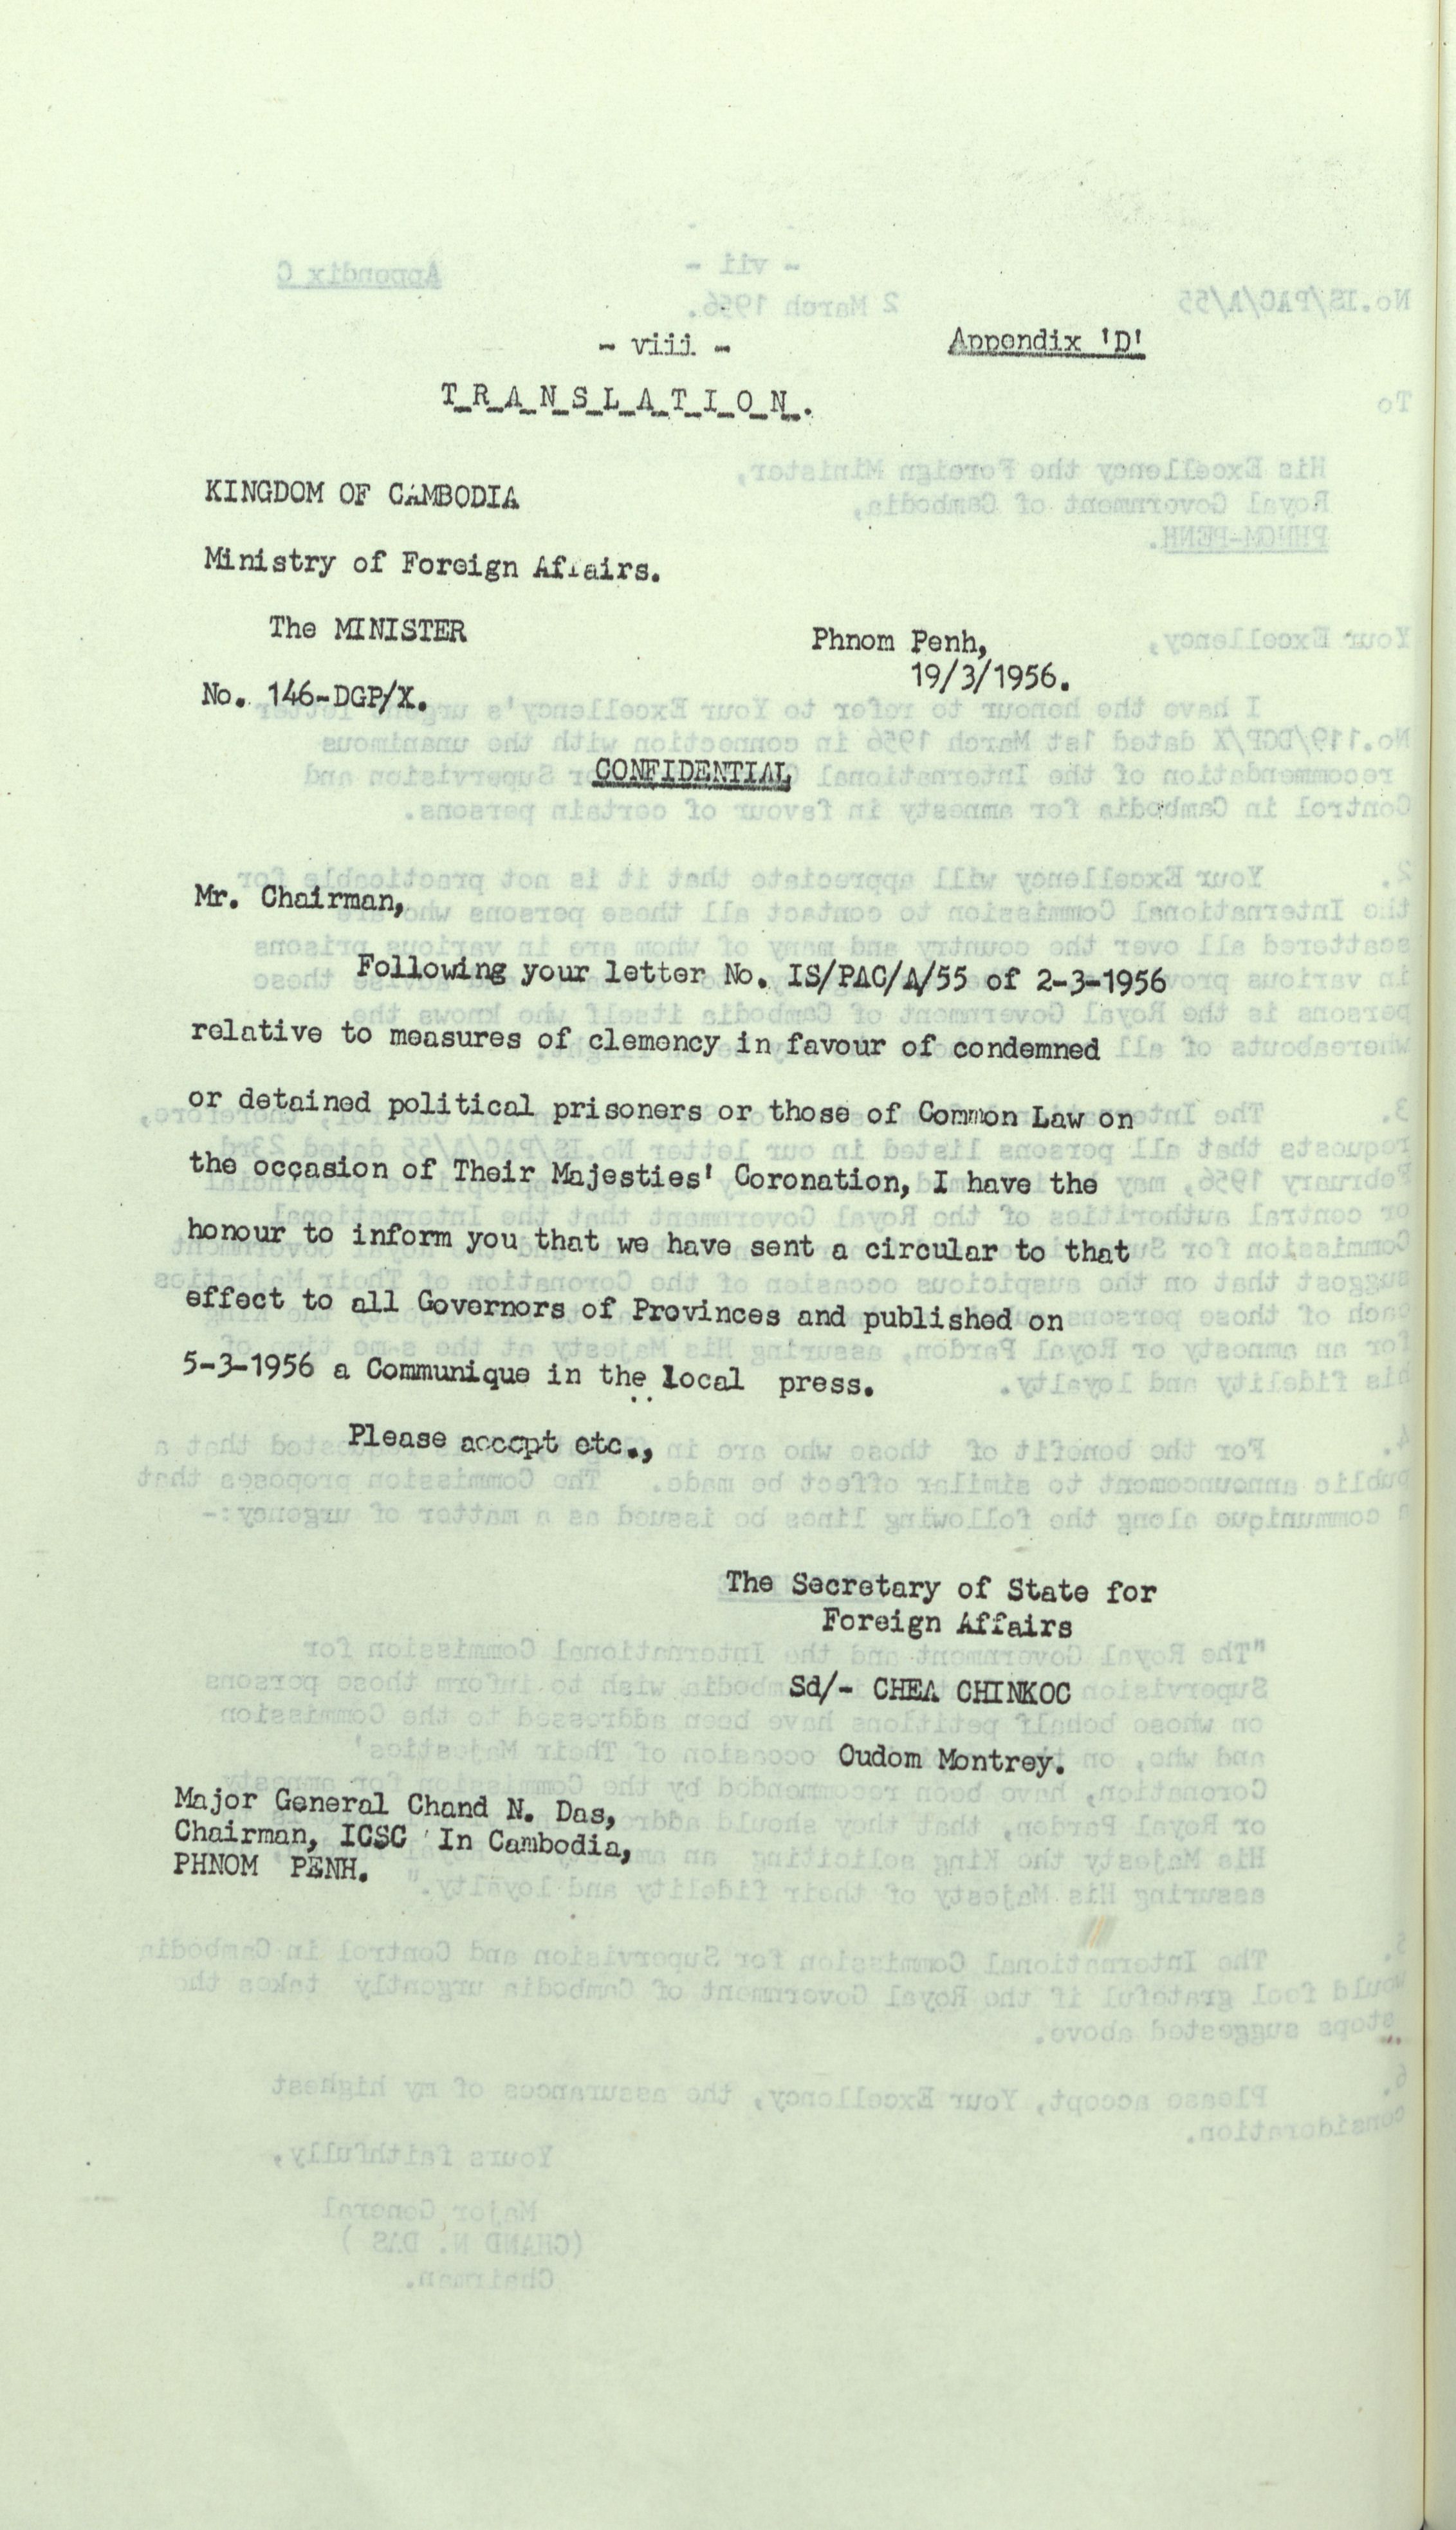 - viii -
Appendix 'D'
T_R_A_N_S_L_A_T_I_O_N_.
KINGDOM OF CAMBODIA
Ministry of Foreign Affairs.
The MINISTER
Phnom Penh,
19/3/1956.
No. 146-DGP/X.
CONFIDENTIAL
Mr. Chairman,
Following your letter No. IS/PAC/A/55 of 2-3-1956
relative to measures of clemency in favour of condemned
or detained political prisoners or those of Common Law on
the occasion of Their Majesties' Coronation, I have the
honour to inform you that we have sent a circular to that
effect to all Governors of Provinces and published on
5-3-1956 a Communique in the local press.
Please accept etc.,
The Secretary of State for
Foreign Affairs
Sd/- CHEA CHINKOC
Oudom Montrey.
Major General Chand N. Das,
Chairman, ICSC In Cambodia,
PHNOM PENH.